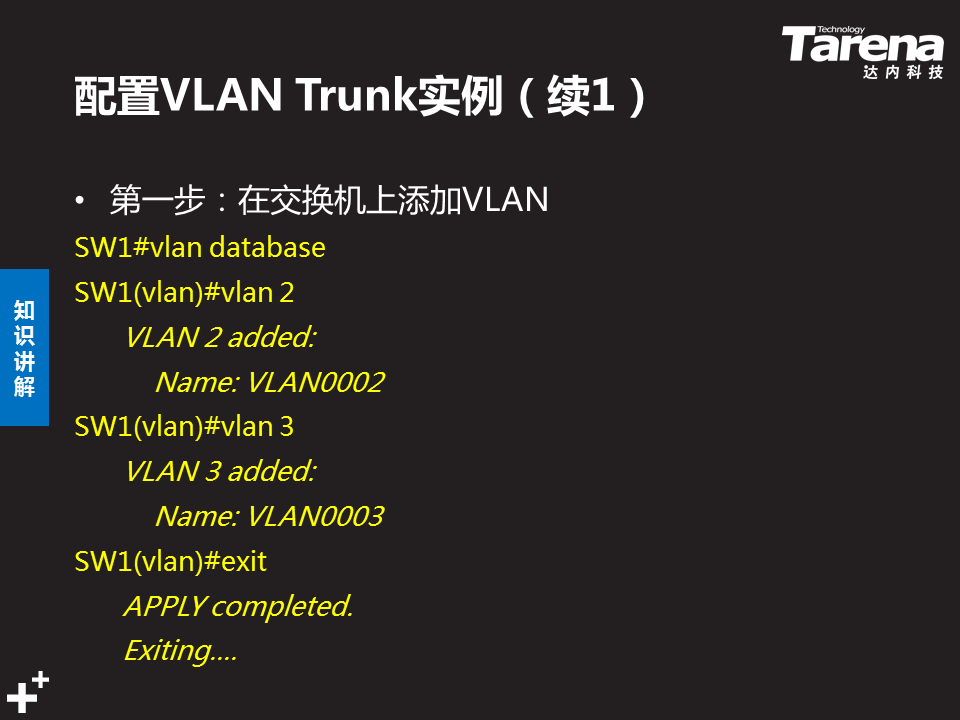 Technology
Tarena
达内科技
配置VLAN Trunk实例（续1）
• 第一步：在交换机上添加VLAN
SW1#vlan database
SW1(vlan)#vlan 2
VLAN 2 added:
Name: VLAN0002
SW1(vlan)#vlan 3
VLAN 3 added:
Name: VLAN0003
SW1(vlan)#exit
APPLY completed.
Exiting....
知识讲解